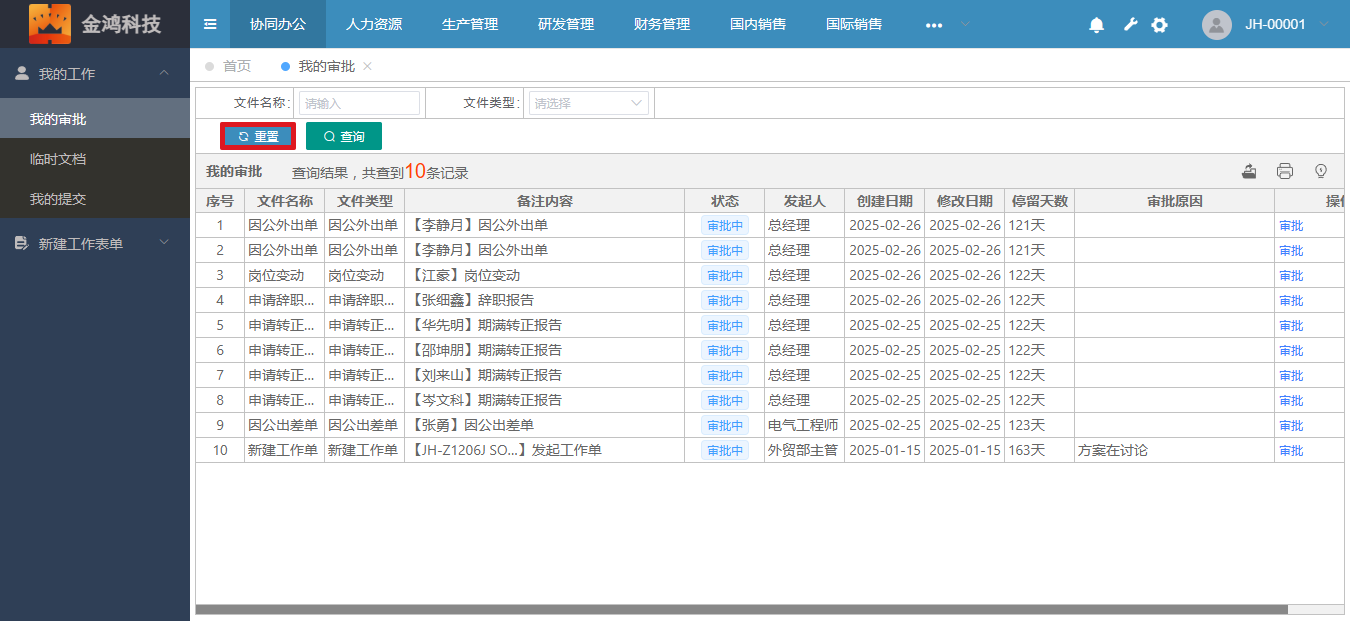 金鸿科技
协同办公 人力资源 生产管理 研发管理 财务管理 国内销售 国际销售 JH-00001
我的工作
我的审批
临时文档
我的提交
新建工作表单
首页 我的审批
文件名称: 请输入 文件类型: 请选择
重置 查询
我的审批 查询结果，共查到10条记录
序号 文件名称 文件类型 备注内容 状态 发起人 创建日期 修改日期 停留天数 审批原因
1 因公外出单 因公外出单 【李静月】因公外出单 审批中 总经理 2025-02-26 2025-02-26 121天 审批
2 因公外出单 因公外出单 【李静月】因公外出单 审批中 总经理 2025-02-26 2025-02-26 121天 审批
3 岗位变动 岗位变动 【江豪】岗位变动 审批中 总经理 2025-02-26 2025-02-26 122天 审批
4 申请辞职... 申请辞职... 【张细鑫】辞职报告 审批中 总经理 2025-02-26 2025-02-26 122天 审批
5 申请转正... 申请转正... 【华先明】期满转正报告 审批中 总经理 2025-02-25 2025-02-25 122天 审批
6 申请转正... 申请转正... 【邵坤朋】期满转正报告 审批中 总经理 2025-02-25 2025-02-25 122天 审批
7 申请转正... 申请转正... 【刘来山】期满转正报告 审批中 总经理 2025-02-25 2025-02-25 122天 审批
8 申请转正... 申请转正... 【岑文科】期满转正报告 审批中 总经理 2025-02-25 2025-02-25 122天 审批
9 因公出差单 因公出差单 【张勇】因公出差单 审批中 电气工程师 2025-02-25 2025-02-25 123天 审批
10 新建工作单 新建工作单 【JH-Z1206J SO...】发起工作单 审批中 外贸部主管 2025-01-15 2025-01-15 163天 方案在讨论 审批